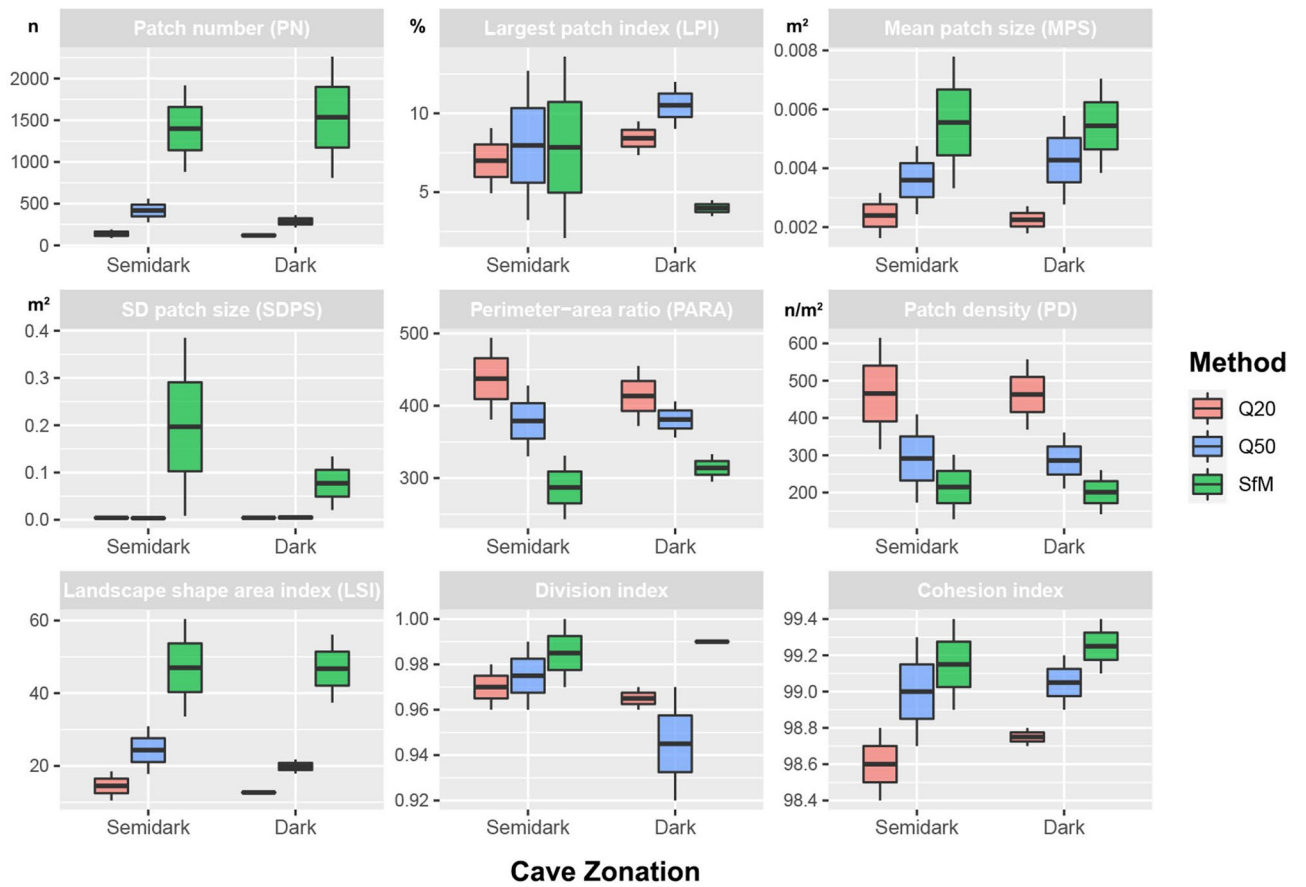 n
Patch number (PN)
2000
1500
1000
500
0
Semidark
Dark
%
Largest patch index (LPI)
10
5
Semidark
Dark
m²
Mean patch size (MPS)
0.008
0.006
0.004
0.002
Semidark
Dark
m²
SD patch size (SDPS)
0.4
0.3
0.2
0.1
0.0
Semidark
Dark
Perimeter−area ratio (PARA)
500
400
300
Semidark
Dark
n/m²
Patch density (PD)
600
500
400
300
200
Semidark
Dark
Method
Q20
Q50
SfM
Landscape shape area index (LSI)
60
40
20
Semidark
Dark
Division index
1.00
0.98
0.96
0.94
0.92
Semidark
Dark
Cohesion index
99.4
99.2
99.0
98.8
98.6
98.4
Semidark
Dark
Cave Zonation